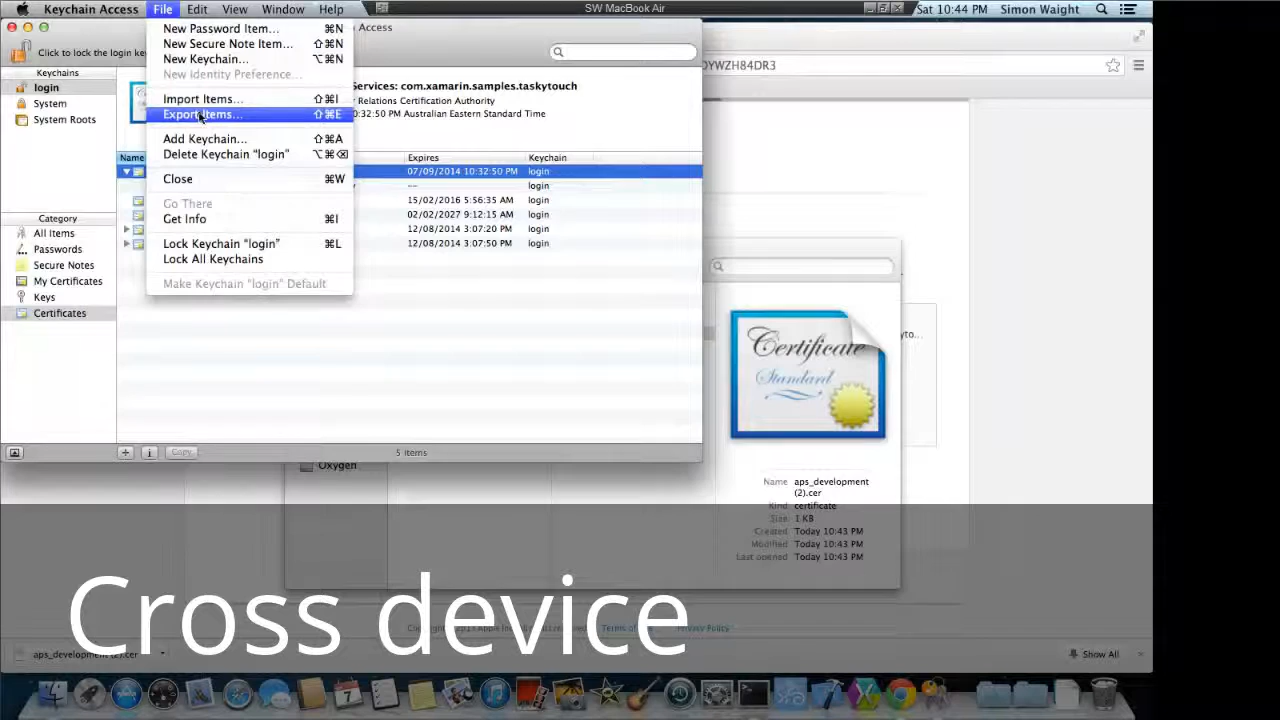 Keychain Access File Edit View Window Help SW MacBook Air Sat 10:44 PM Simon Waight
New Password Item... ⌘N
Access
New Secure Note Item... ⇧⌘N
Click to lock the login
New Keychain... ⌥⌘N
DYWZH84DR3
Keychains
New Identity Preference...
login
Services: com.xamarin.samples.taskytouch
Import Items... ⇧⌘I
Relations Certification Authority
System
Export Items... ⇧⌘E
:32:50 PM Australian Eastern Standard Time
System Roots
Add Keychain... ⇧⌘A
Delete Keychain "login" ⌥⌘⌫
Name Expires Keychain
07/09/2014 10:32:50 PM login
Close ⌘W
-- login
Go There
15/02/2016 5:56:35 AM login
Category
Get Info ⌘I
02/02/2027 9:12:15 AM login
All Items
12/08/2014 3:07:20 PM login
Passwords
Lock Keychain "login" ⌘L
12/08/2014 3:07:50 PM login
Secure Notes
Lock All Keychains
My Certificates
Make Keychain "login" Default
Keys
Certificates
yto...
Certificate
Standard
Copy
5 items
Oxygen
Name aps_development
(2).cer
Kind certificate
Size: 1 KB
Created: Today 10:43 PM
Modified: Today 10:43 PM
Last opened: Today 10:43 PM
Cross device
Privacy Policy
aps_development (2).cer
Show All
7